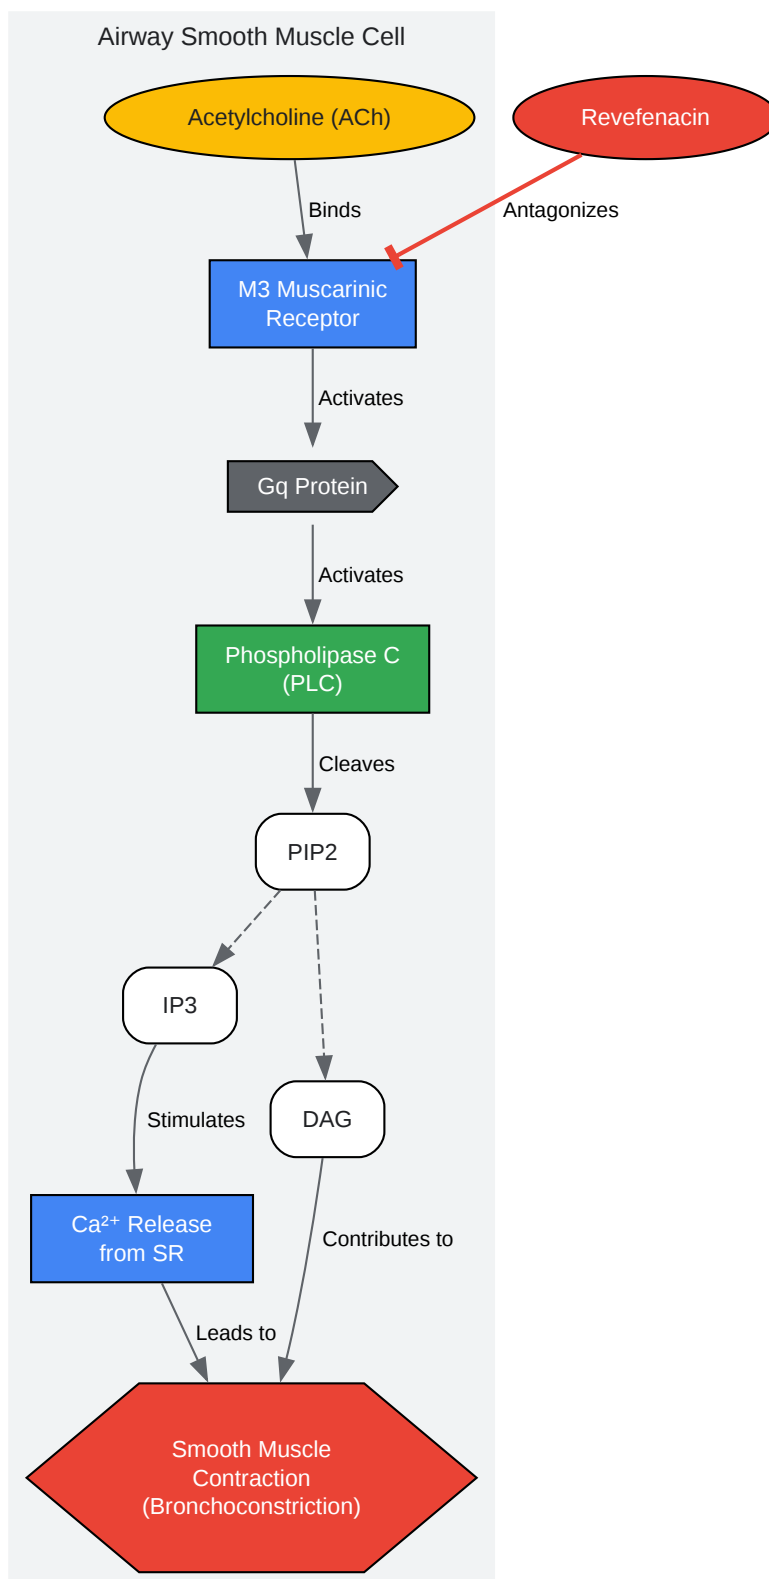 Airway Smooth Muscle Cell
Acetylcholine (ACh)
Revefenacin
Binds
Antagonizes
M3 Muscarinic
Receptor
Activates
Gq Protein
Activates
Phospholipase C
(PLC)
Cleaves
PIP2
IP3
DAG
Stimulates
Ca²⁺ Release
from SR
Contributes to
Leads to
Smooth Muscle
Contraction
(Bronchoconstriction)